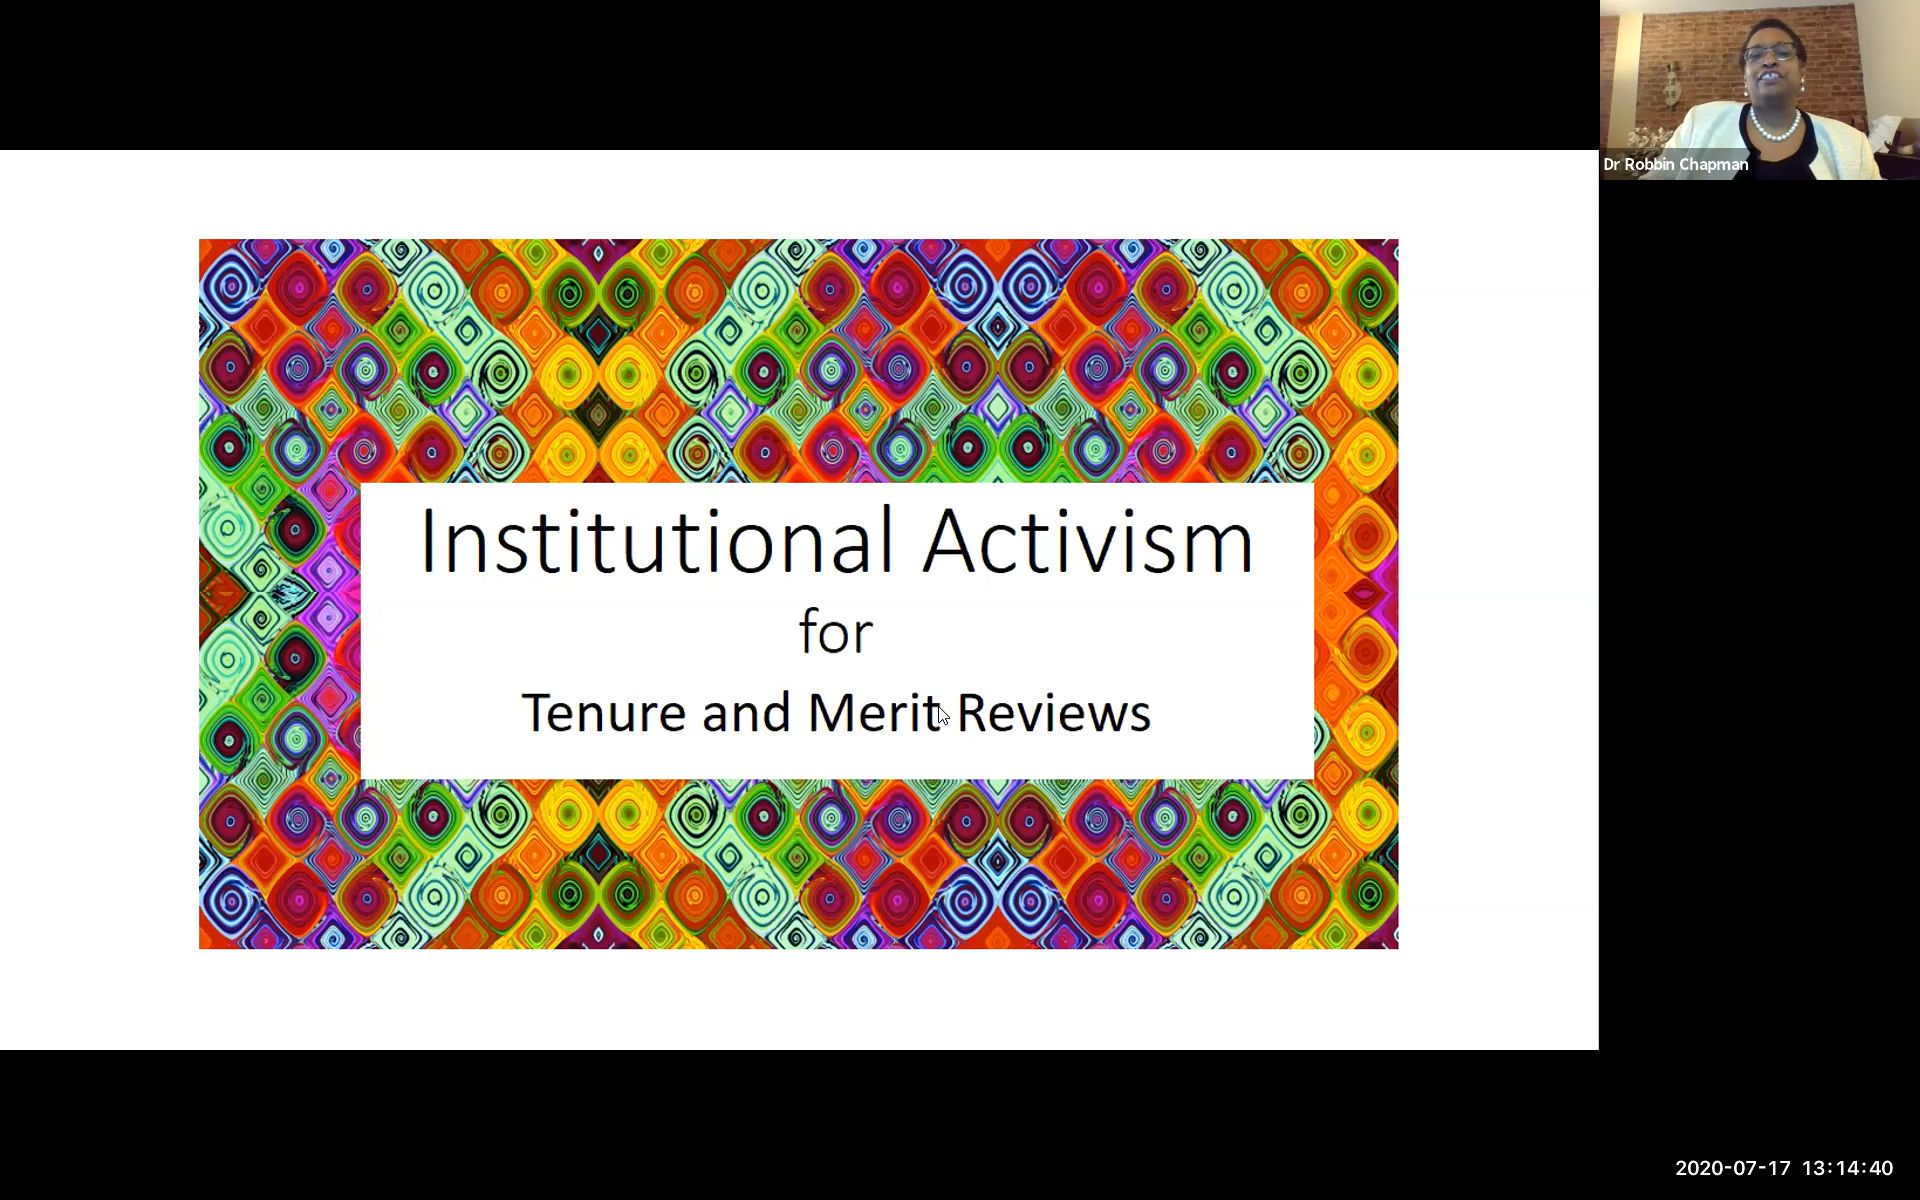 Dr Robbin Chapman
Institutional Activism
for
Tenure and Merit Reviews
2020-07-17 13:14:40